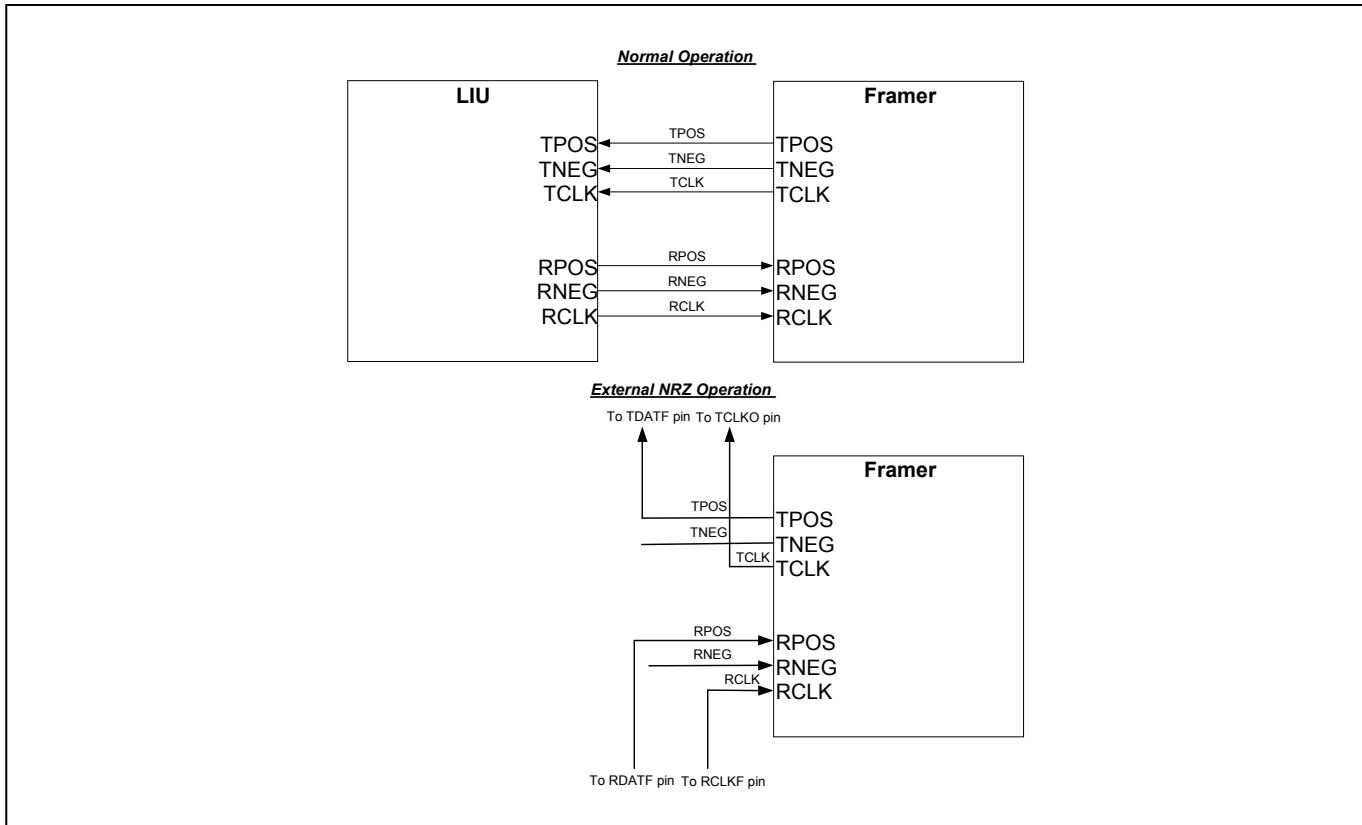 Normal Operation
LIU
Framer
TPOS
TPOS
TPOS
TNEG
TNEG
TNEG
TCLK
TCLK
TCLK
RPOS
RPOS
RPOS
RNEG
RNEG
RNEG
RCLK
RCLK
RCLK
External NRZ Operation
To TDATF pin
To TCLKO pin
Framer
TPOS
TPOS
TNEG
TNEG
TCLK
TCLK
RPOS
RPOS
RNEG
RNEG
RCLK
RCLK
To RDATF pin
To RCLKF pin